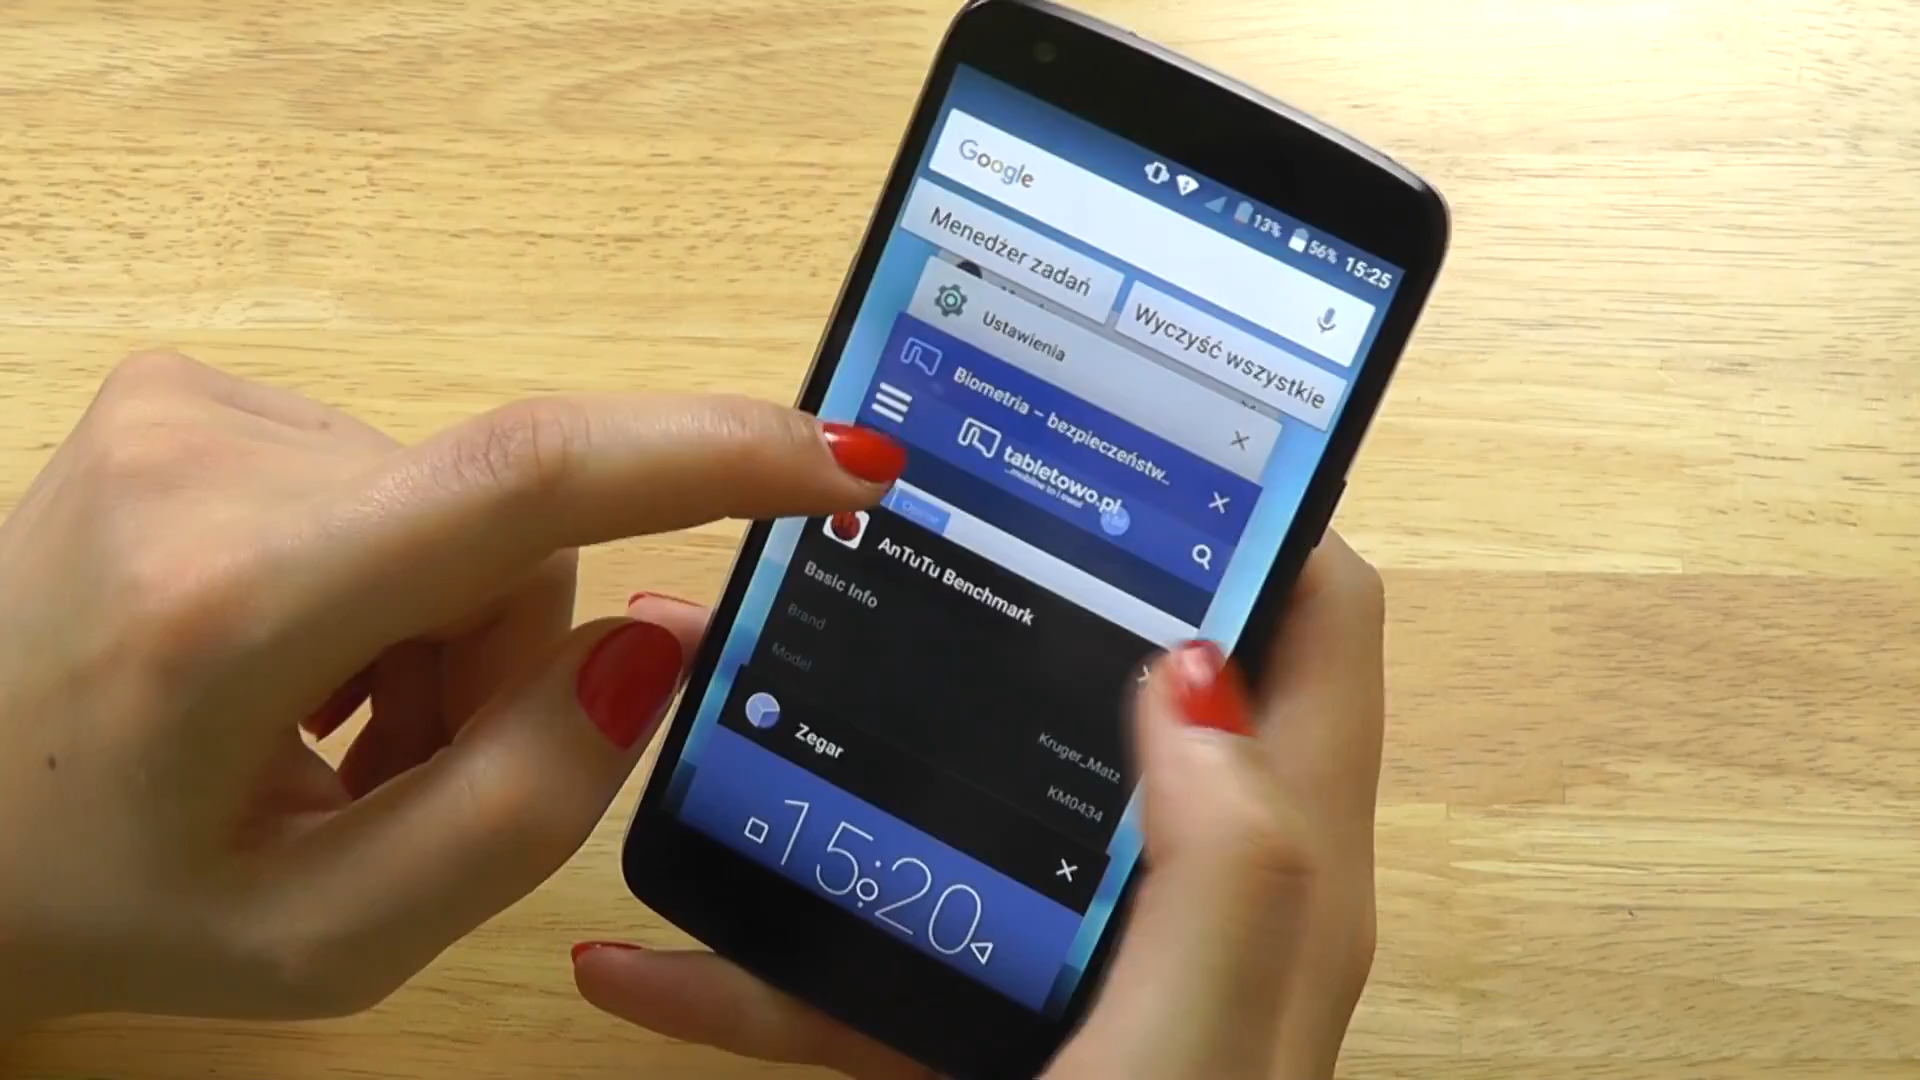 13% 56% 15:25
Google
Menedżer zadań
Wyczyść wszystkie
Ustawienia
Biometria – bezpieczeństw...
tabletowo.pl
AnTuTu Benchmark
Basic Info
Brand
Kruger_Matz
Model
KM0434
Zegar
15:20